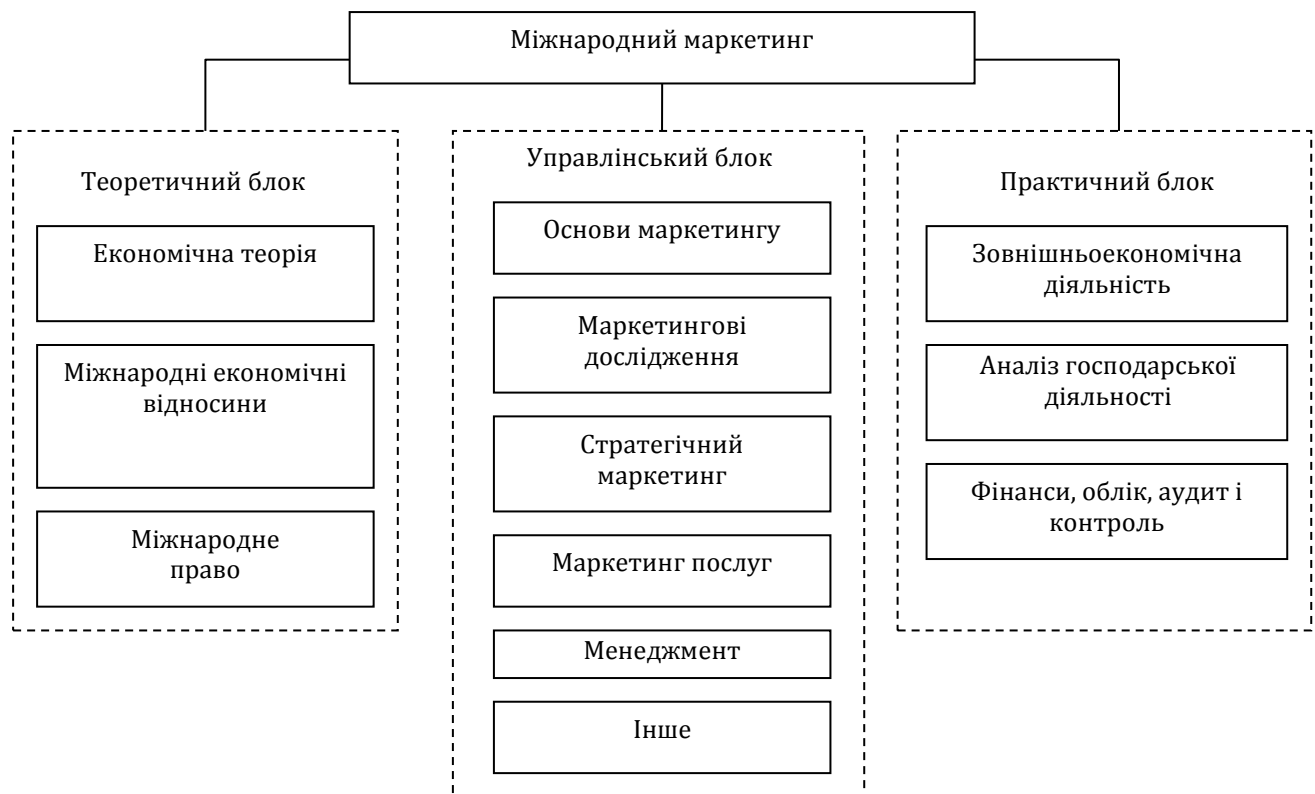 Міжнародний маркетинг
Теоретичний блок
Економічна теорія
Міжнародні економічні
відносини
Міжнародне
право
Управлінський блок
Основи маркетингу
Маркетингові
дослідження
Стратегічний
маркетинг
Маркетинг послуг
Менеджмент
Інше
Практичний блок
Зовнішньоекономічна
діяльність
Аналіз господарської
діяльності
Фінанси, облік, аудит і
контроль